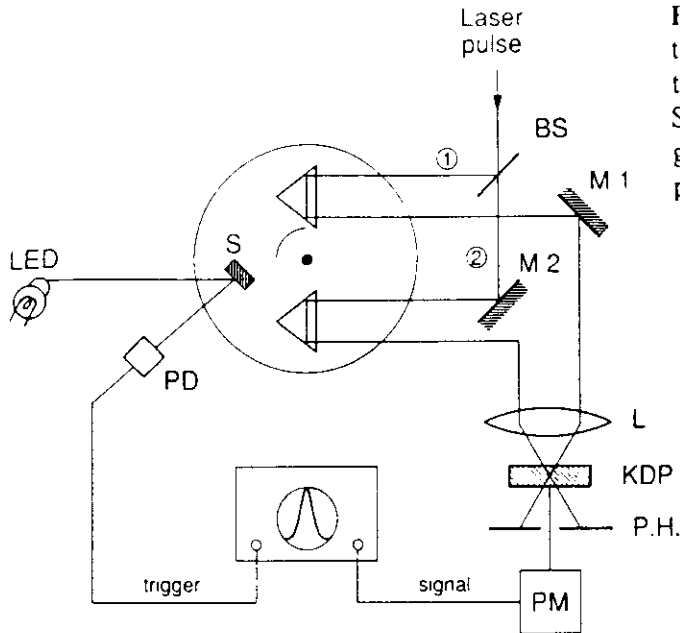 Laser
pulse
BS
①
M 1
S
LED
②
M 2
PD
L
KDP
P.H.
trigger
signal
PM